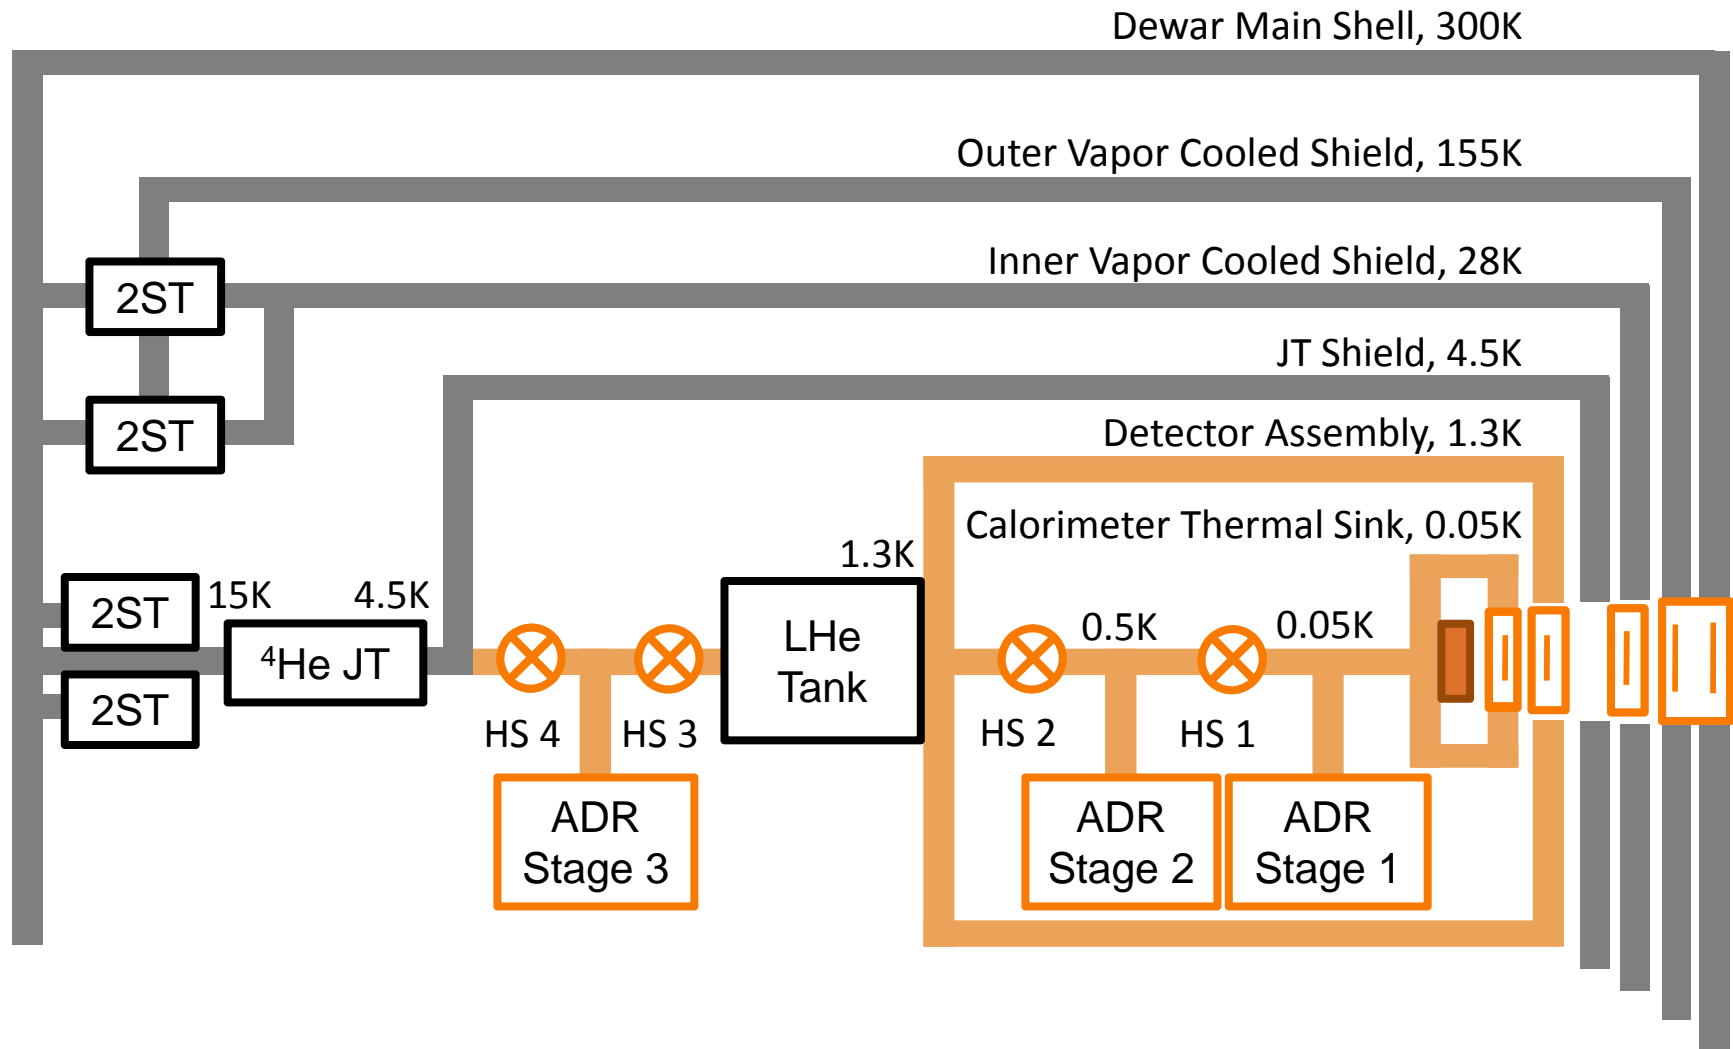 Dewar Main Shell, 300K
Outer Vapor Cooled Shield, 155K
Inner Vapor Cooled Shield, 28K
2ST
JT Shield, 4.5K
2ST
Detector Assembly, 1.3K
Calorimeter Thermal Sink, 0.05K
1.3K
2ST
15K
4.5K
⁴He JT
LHe
Tank
0.5K
0.05K
2ST
HS 4
HS 3
HS 2
HS 1
ADR
Stage 3
ADR
Stage 2
ADR
Stage 1